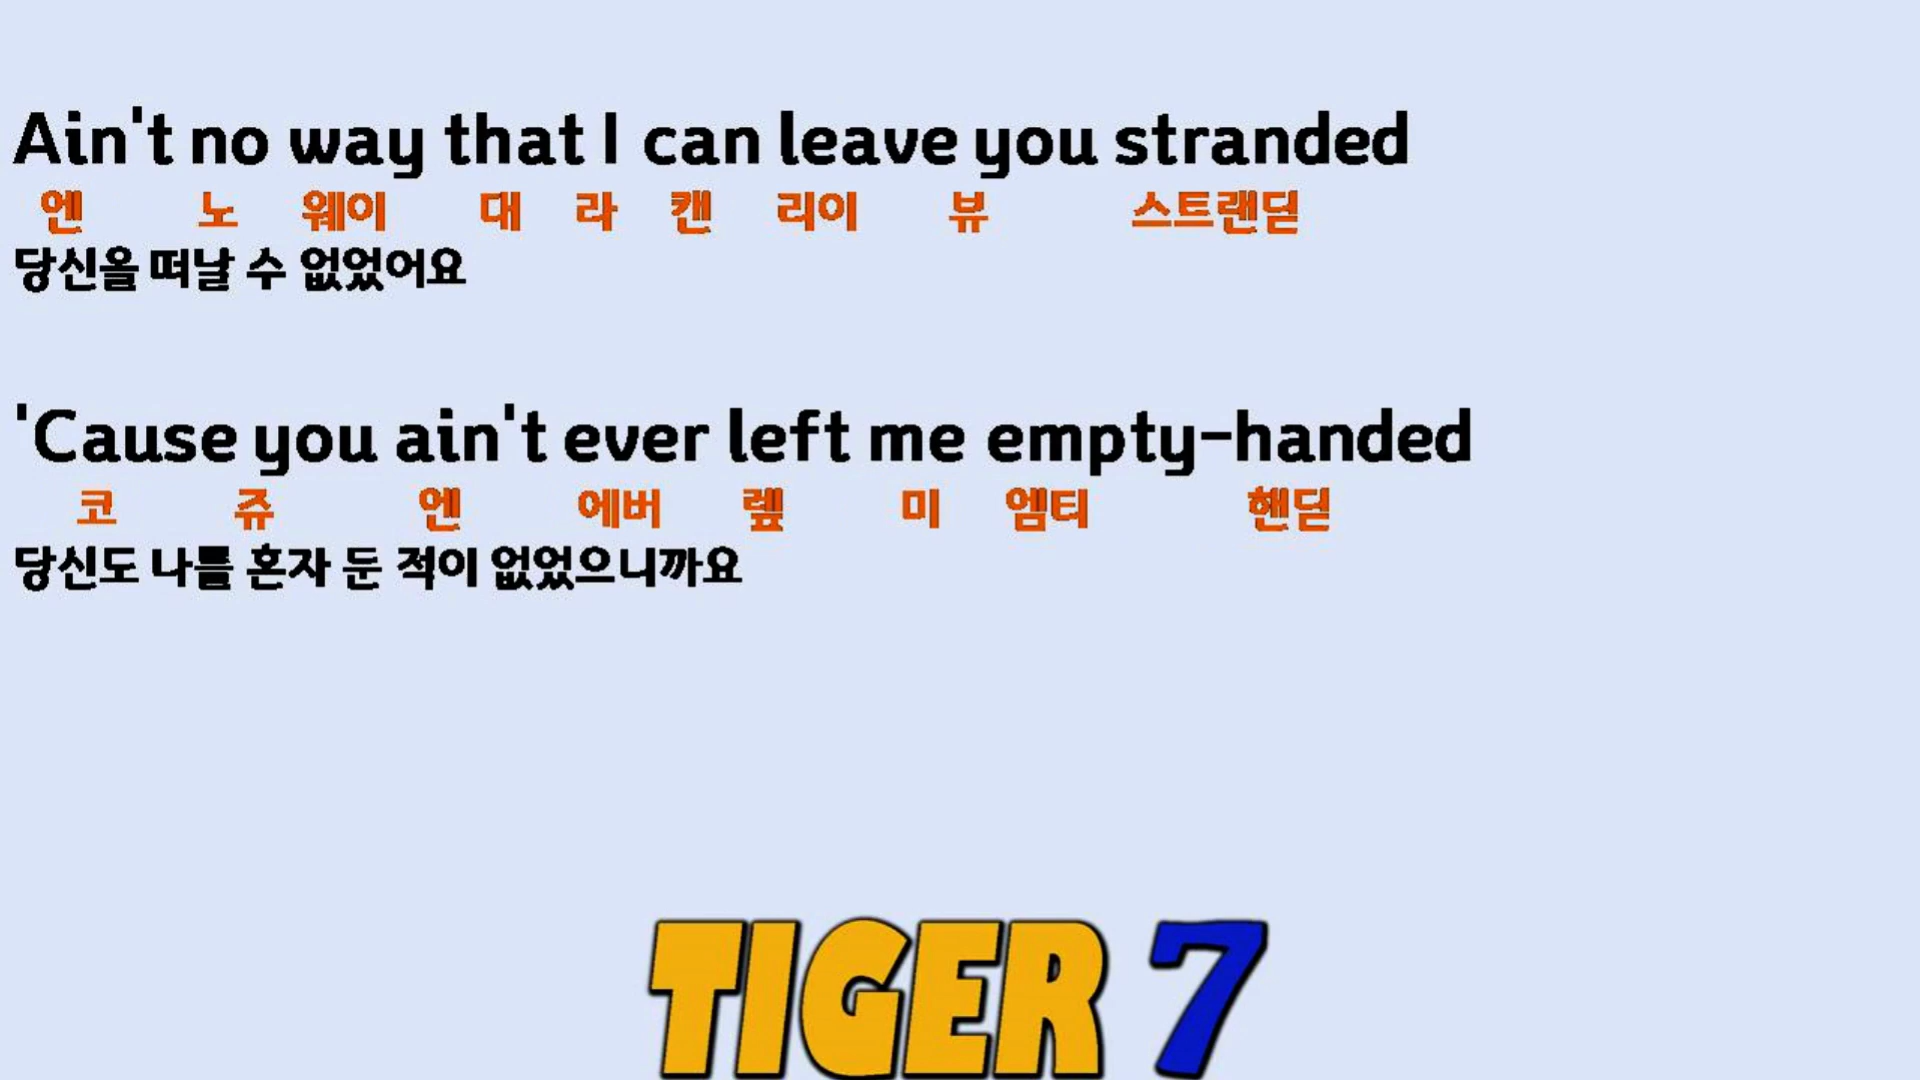 Ain't no way that I can leave you stranded
엔 노 웨이 대 라 캔 리이 뷰 스트랜딛
당신을 떠날 수 없었어요
'Cause you ain't ever left me empty-handed
코 쥬 엔 에버 렢 미 엠티 핸딛
당신도 나를 혼자 둔 적이 없었으니까요
TIGER 7